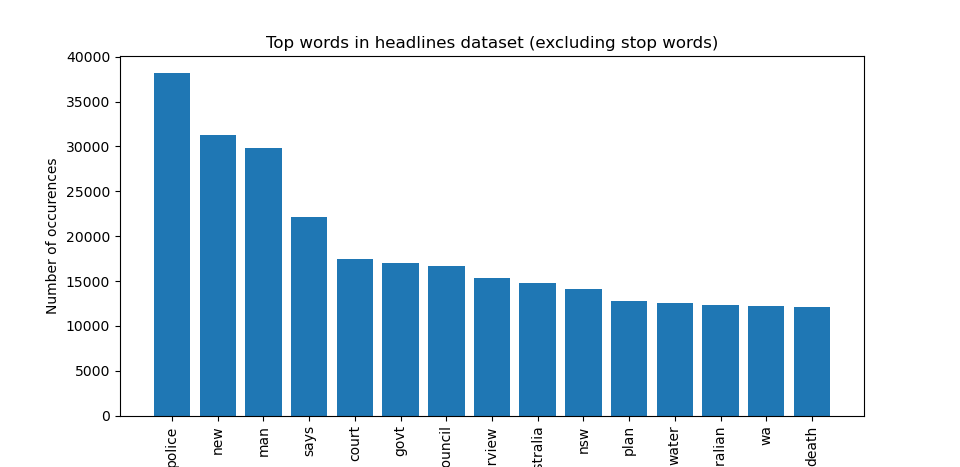 Top words in headlines dataset (excluding stop words)
Number of occurences
40000
35000
30000
25000
20000
15000
10000
5000
0
police
new
man
says
court
govt
ouncil
rview
stralia
nsw
plan
water
ralian
wa
death